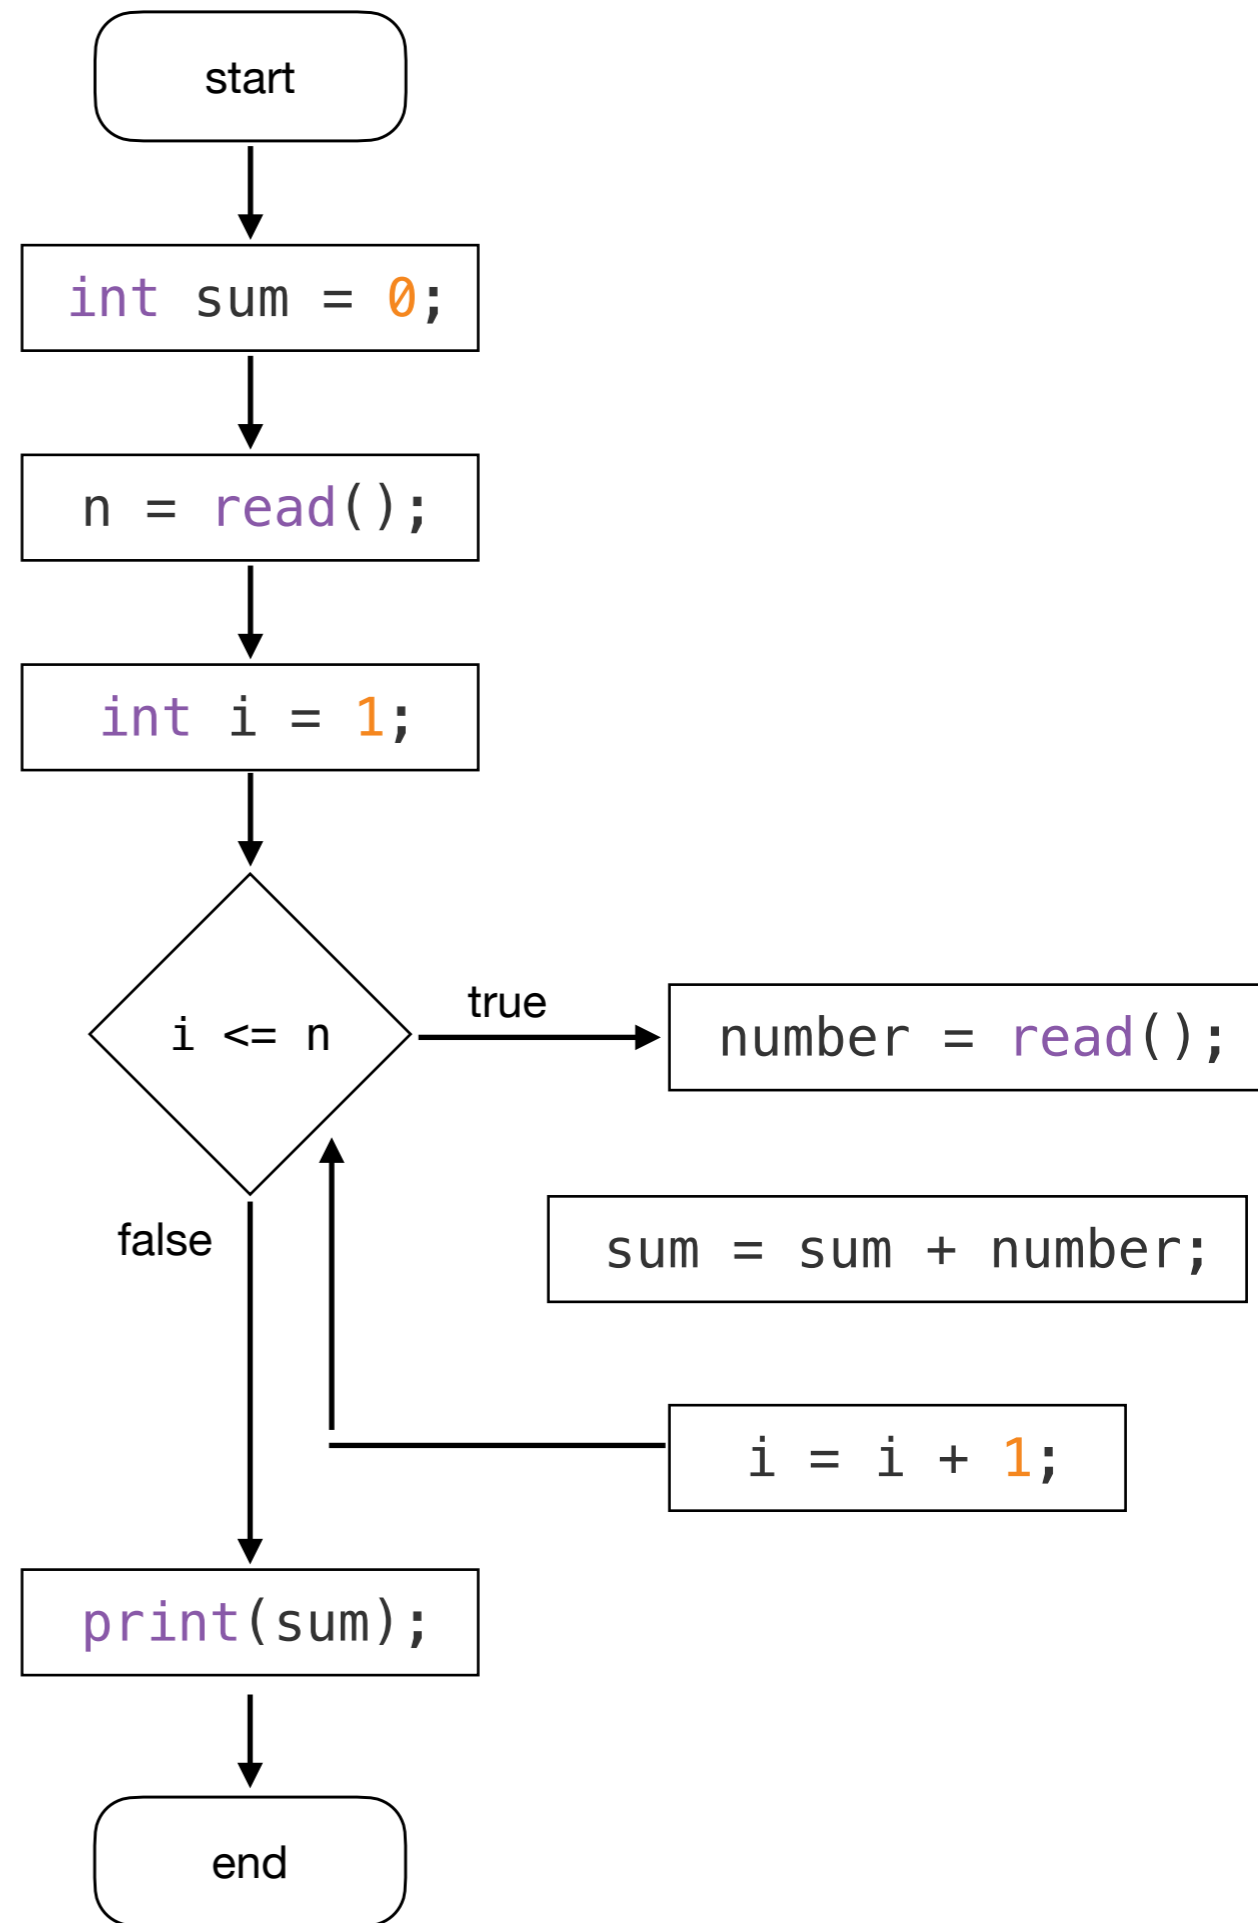 start
int sum = 0;
n = read();
int i = 1;
i <= n
true
number = read();
false
sum = sum + number;
i = i + 1;
print(sum);
end